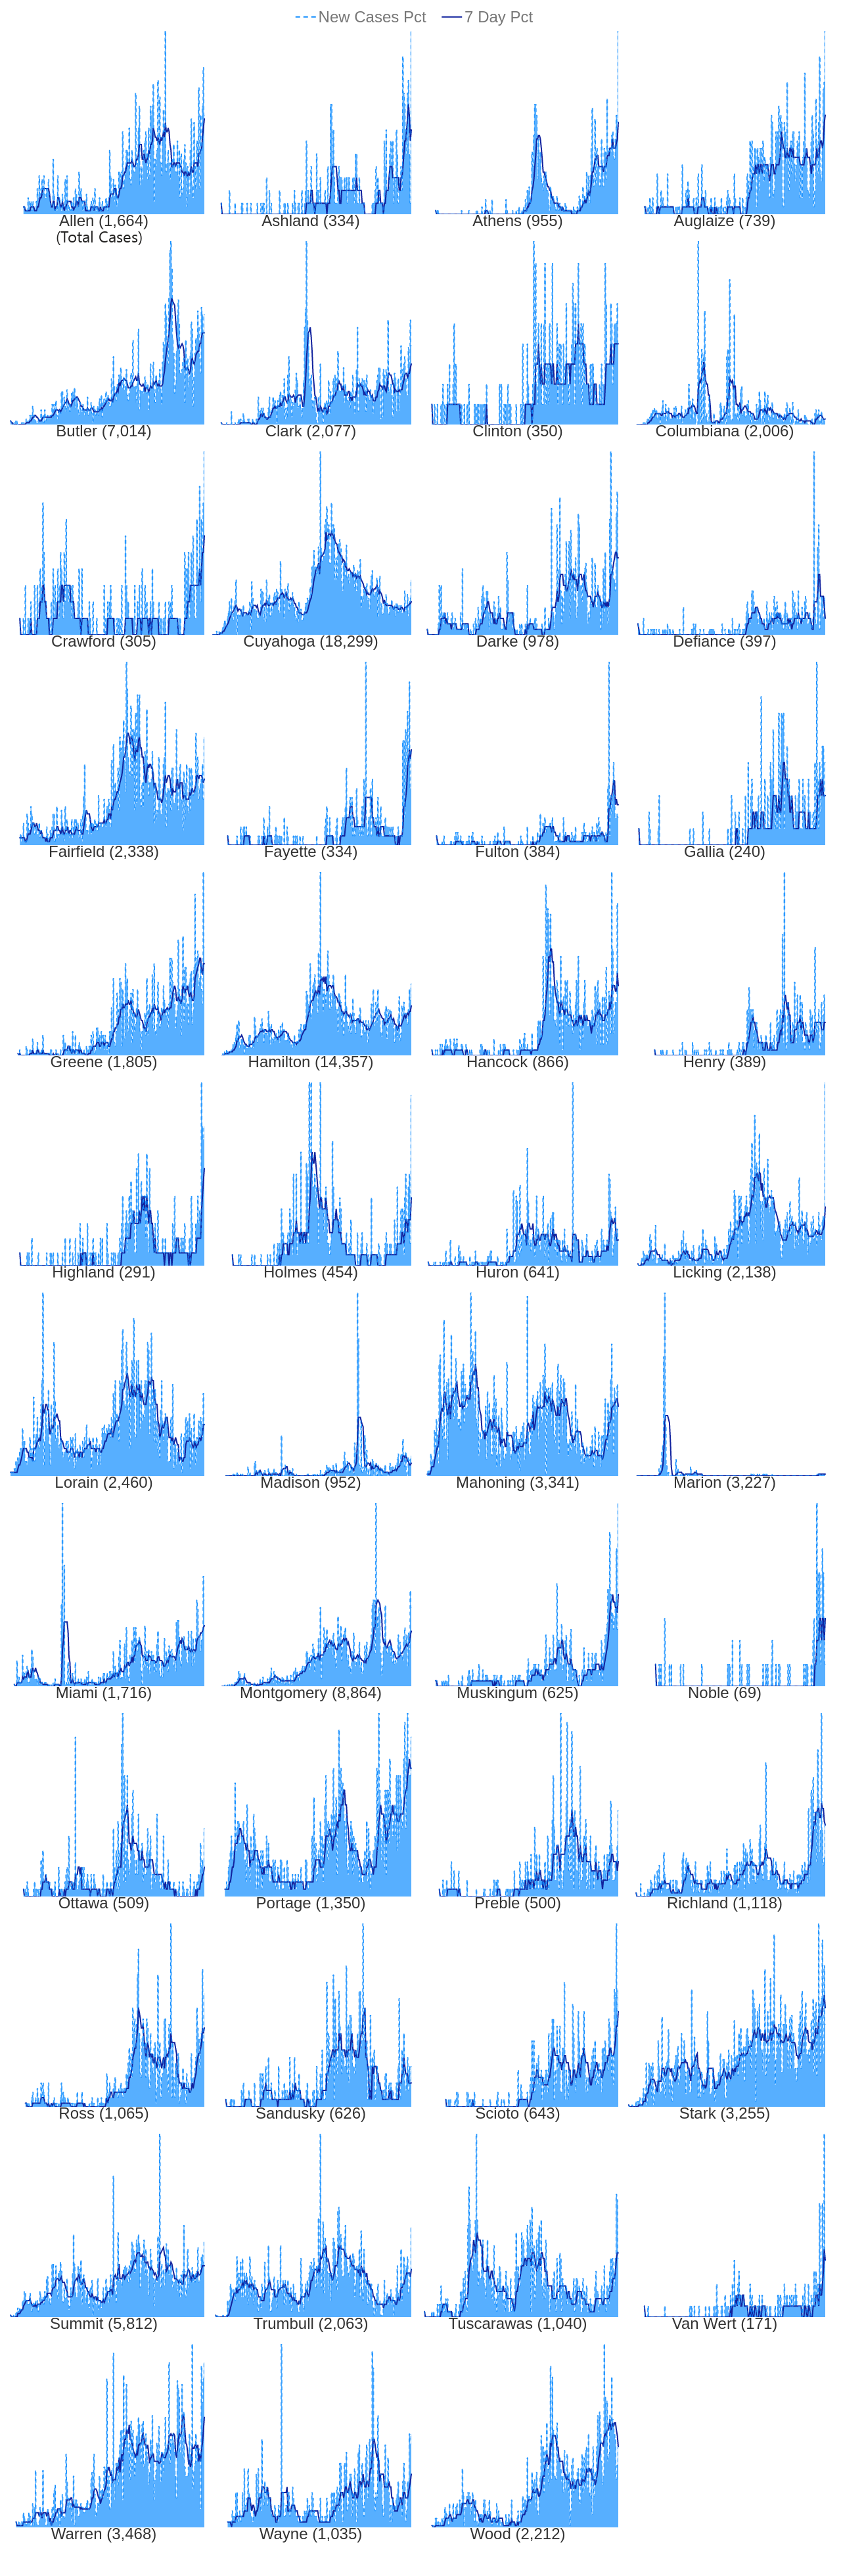 New Cases Pct 7 Day Pct
Allen (1,664) Ashland (334) Athens (955) Auglaize (739)
(Total Cases)
Butler (7,014) Clark (2,077) Clinton (350) Columbiana (2,006)
Crawford (305) Cuyahoga (18,299) Darke (978) Defiance (397)
Fairfield (2,338) Fayette (334) Fulton (384) Gallia (240)
Greene (1,805) Hamilton (14,357) Hancock (866) Henry (389)
Highland (291) Holmes (454) Huron (641) Licking (2,138)
Lorain (2,460) Madison (952) Mahoning (3,341) Marion (3,227)
Miami (1,716) Montgomery (8,864) Muskingum (625) Noble (69)
Ottawa (509) Portage (1,350) Preble (500) Richland (1,118)
Ross (1,065) Sandusky (626) Scioto (643) Stark (3,255)
Summit (5,812) Trumbull (2,063) Tuscarawas (1,040) Van Wert (171)
Warren (3,468) Wayne (1,035) Wood (2,212)